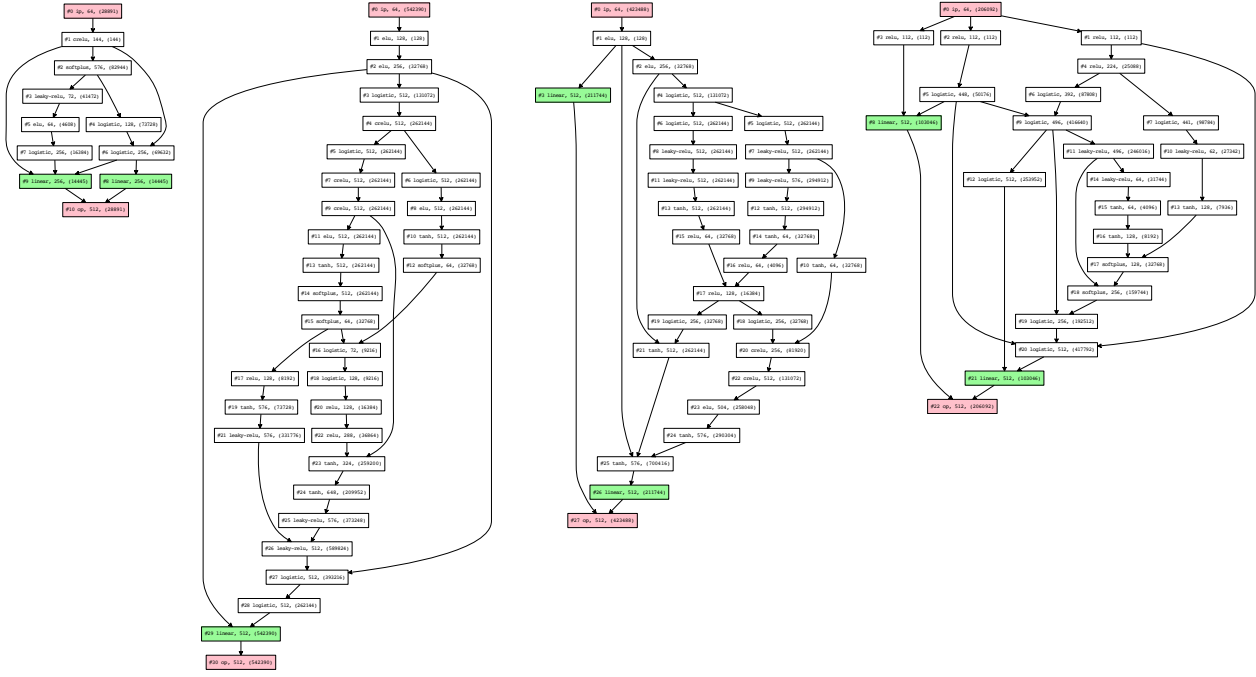 #0 ip, 64, (28891)
#1 crelu, 144, (144)
#2 softplus, 576, (82944)
#3 leaky-relu, 72, (41472)
#5 elu, 64, (4608)
#4 logistic, 128, (73728)
#7 logistic, 256, (16384)
#6 logistic, 256, (69632)
#9 linear, 256, (14445)
#8 linear, 256, (14445)
#10 op, 512, (28891)
#0 ip, 64, (542390)
#1 elu, 128, (128)
#2 elu, 256, (32768)
#3 logistic, 512, (131072)
#4 crelu, 512, (262144)
#5 logistic, 512, (262144)
#7 crelu, 512, (262144)
#6 logistic, 512, (262144)
#9 crelu, 512, (262144)
#8 elu, 512, (262144)
#11 elu, 512, (262144)
#10 tanh, 512, (262144)
#13 tanh, 512, (262144)
#12 softplus, 64, (32768)
#14 softplus, 512, (262144)
#15 softplus, 64, (32768)
#16 logistic, 72, (9216)
#17 relu, 128, (8192)
#18 logistic, 128, (9216)
#19 tanh, 576, (73728)
#20 relu, 128, (16384)
#21 leaky-relu, 576, (331776)
#22 relu, 288, (36864)
#23 tanh, 324, (259200)
#24 tanh, 648, (209952)
#25 leaky-relu, 576, (373248)
#26 leaky-relu, 512, (589824)
#27 logistic, 512, (393216)
#28 logistic, 512, (262144)
#29 linear, 512, (542390)
#30 op, 512, (542390)
#0 ip, 64, (423488)
#1 elu, 128, (128)
#2 elu, 256, (32768)
#3 linear, 512, (211744)
#4 logistic, 512, (131072)
#6 logistic, 512, (262144)
#5 logistic, 512, (262144)
#8 leaky-relu, 512, (262144)
#7 leaky-relu, 512, (262144)
#11 leaky-relu, 512, (262144)
#9 leaky-relu, 576, (294912)
#13 tanh, 512, (262144)
#12 tanh, 512, (294912)
#15 relu, 64, (32768)
#14 tanh, 64, (32768)
#16 relu, 64, (4096)
#10 tanh, 64, (32768)
#17 relu, 128, (16384)
#19 logistic, 256, (32768)
#18 logistic, 256, (32768)
#21 tanh, 512, (262144)
#20 crelu, 256, (81920)
#22 crelu, 512, (131072)
#23 elu, 504, (258048)
#24 tanh, 576, (290304)
#25 tanh, 576, (700416)
#26 linear, 512, (211744)
#27 op, 512, (423488)
#0 ip, 64, (206092)
#3 relu, 112, (112)
#2 relu, 112, (112)
#1 relu, 112, (112)
#4 relu, 224, (25088)
#5 logistic, 448, (50176)
#6 logistic, 392, (87808)
#8 linear, 512, (103046)
#9 logistic, 496, (416640)
#7 logistic, 441, (98784)
#11 leaky-relu, 496, (246016)
#10 leaky-relu, 62, (27342)
#12 logistic, 512, (253952)
#14 leaky-relu, 64, (31744)
#15 tanh, 64, (4096)
#13 tanh, 128, (7936)
#16 tanh, 128, (8192)
#17 softplus, 128, (32768)
#18 softplus, 256, (159744)
#19 logistic, 256, (192512)
#20 logistic, 512, (417792)
#21 linear, 512, (103046)
#22 op, 512, (206092)